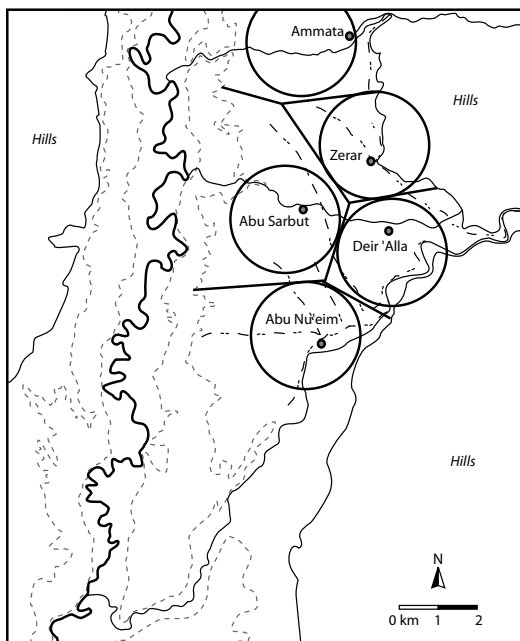 Ammata
Hills
Hills
Zerar
Abu Sarbut
Deir 'Alla
Abu Nu'eim
Hills
N
0 km 1 2